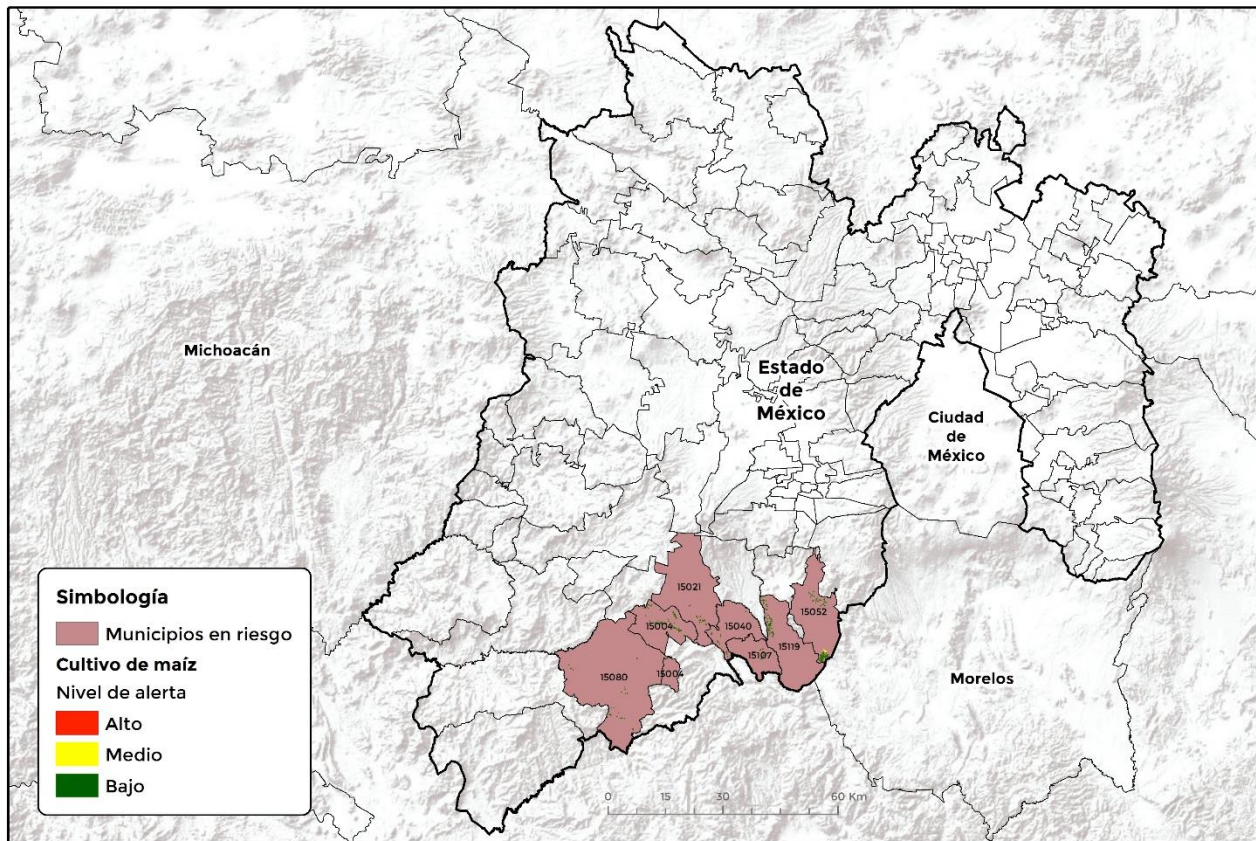 Michoacán
Estado
de
México
Ciudad
de
México
15021
15052
15004
15040
15119
15107
15080
15004
Morelos
Simbología
Municipios en riesgo
Cultivo de maíz
Nivel de alerta
Alto
Medio
Bajo
0 15 30 60 Km